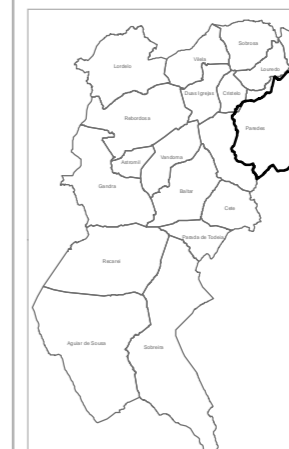 Sobrosa
Vilela
Lordelo
Louredo
Duas Igrejas
Cristelo
Rebordosa
Paredes
Vandoma
Astromil
Gandra
Baltar
Cete
Parada de Todeia
Recarei
Aguiar de Sousa
Sobreira